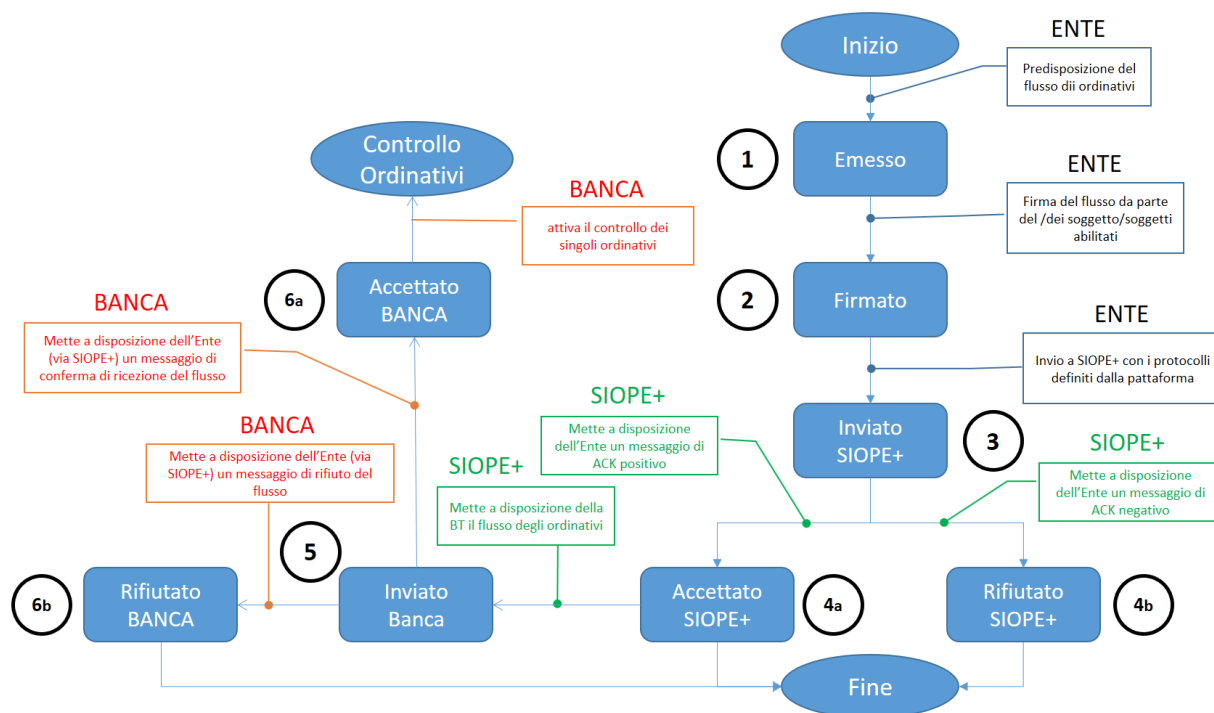 Inizio
ENTE
Predisposizione del
flusso dii ordinativi
1
Emesso
ENTE
Firma del flusso da parte
del /dei soggetto/soggetti
abilitati
Controllo
Ordinativi
BANCA
attiva il controllo dei
singoli ordinativi
6a
Accettato
BANCA
2
Firmato
BANCA
Mette a disposizione dell'Ente
(via SIOPE+) un messaggio di
conferma di ricezione del flusso
ENTE
Invio a SIOPE+ con i protocolli
definiti dalla pattaforma
SIOPE+
Mette a disposizione
dell'Ente un messaggio di
ACK positivo
Inviato
SIOPE+
3
SIOPE+
Mette a disposizione
dell'Ente un messaggio di
ACK negativo
BANCA
Mette a disposizione dell'Ente (via
SIOPE+) un messaggio di rifiuto del
flusso
SIOPE+
Mette a disposizione della
BT il flusso degli ordinativi
5
6b
Rifiutato
BANCA
Inviato
Banca
Accettato
SIOPE+
4a
Rifiutato
SIOPE+
4b
Fine